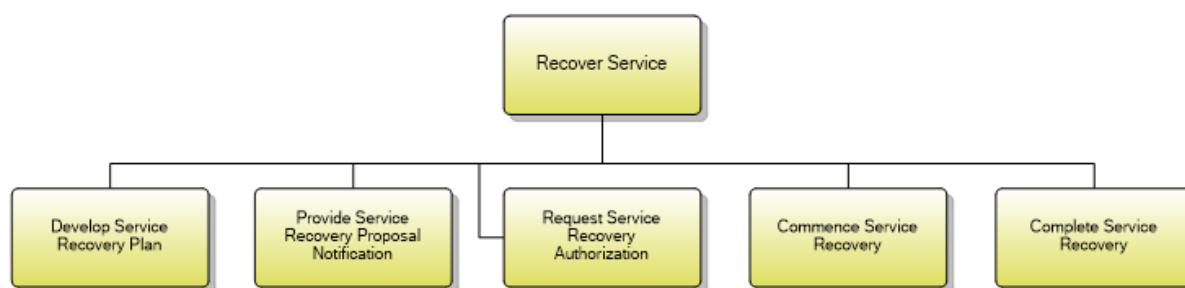 Recover Service
Develop Service
Recovery Plan
Provide Service
Recovery Proposal
Notification
Request Service
Recovery
Authorization
Commence Service
Recovery
Complete Service
Recovery